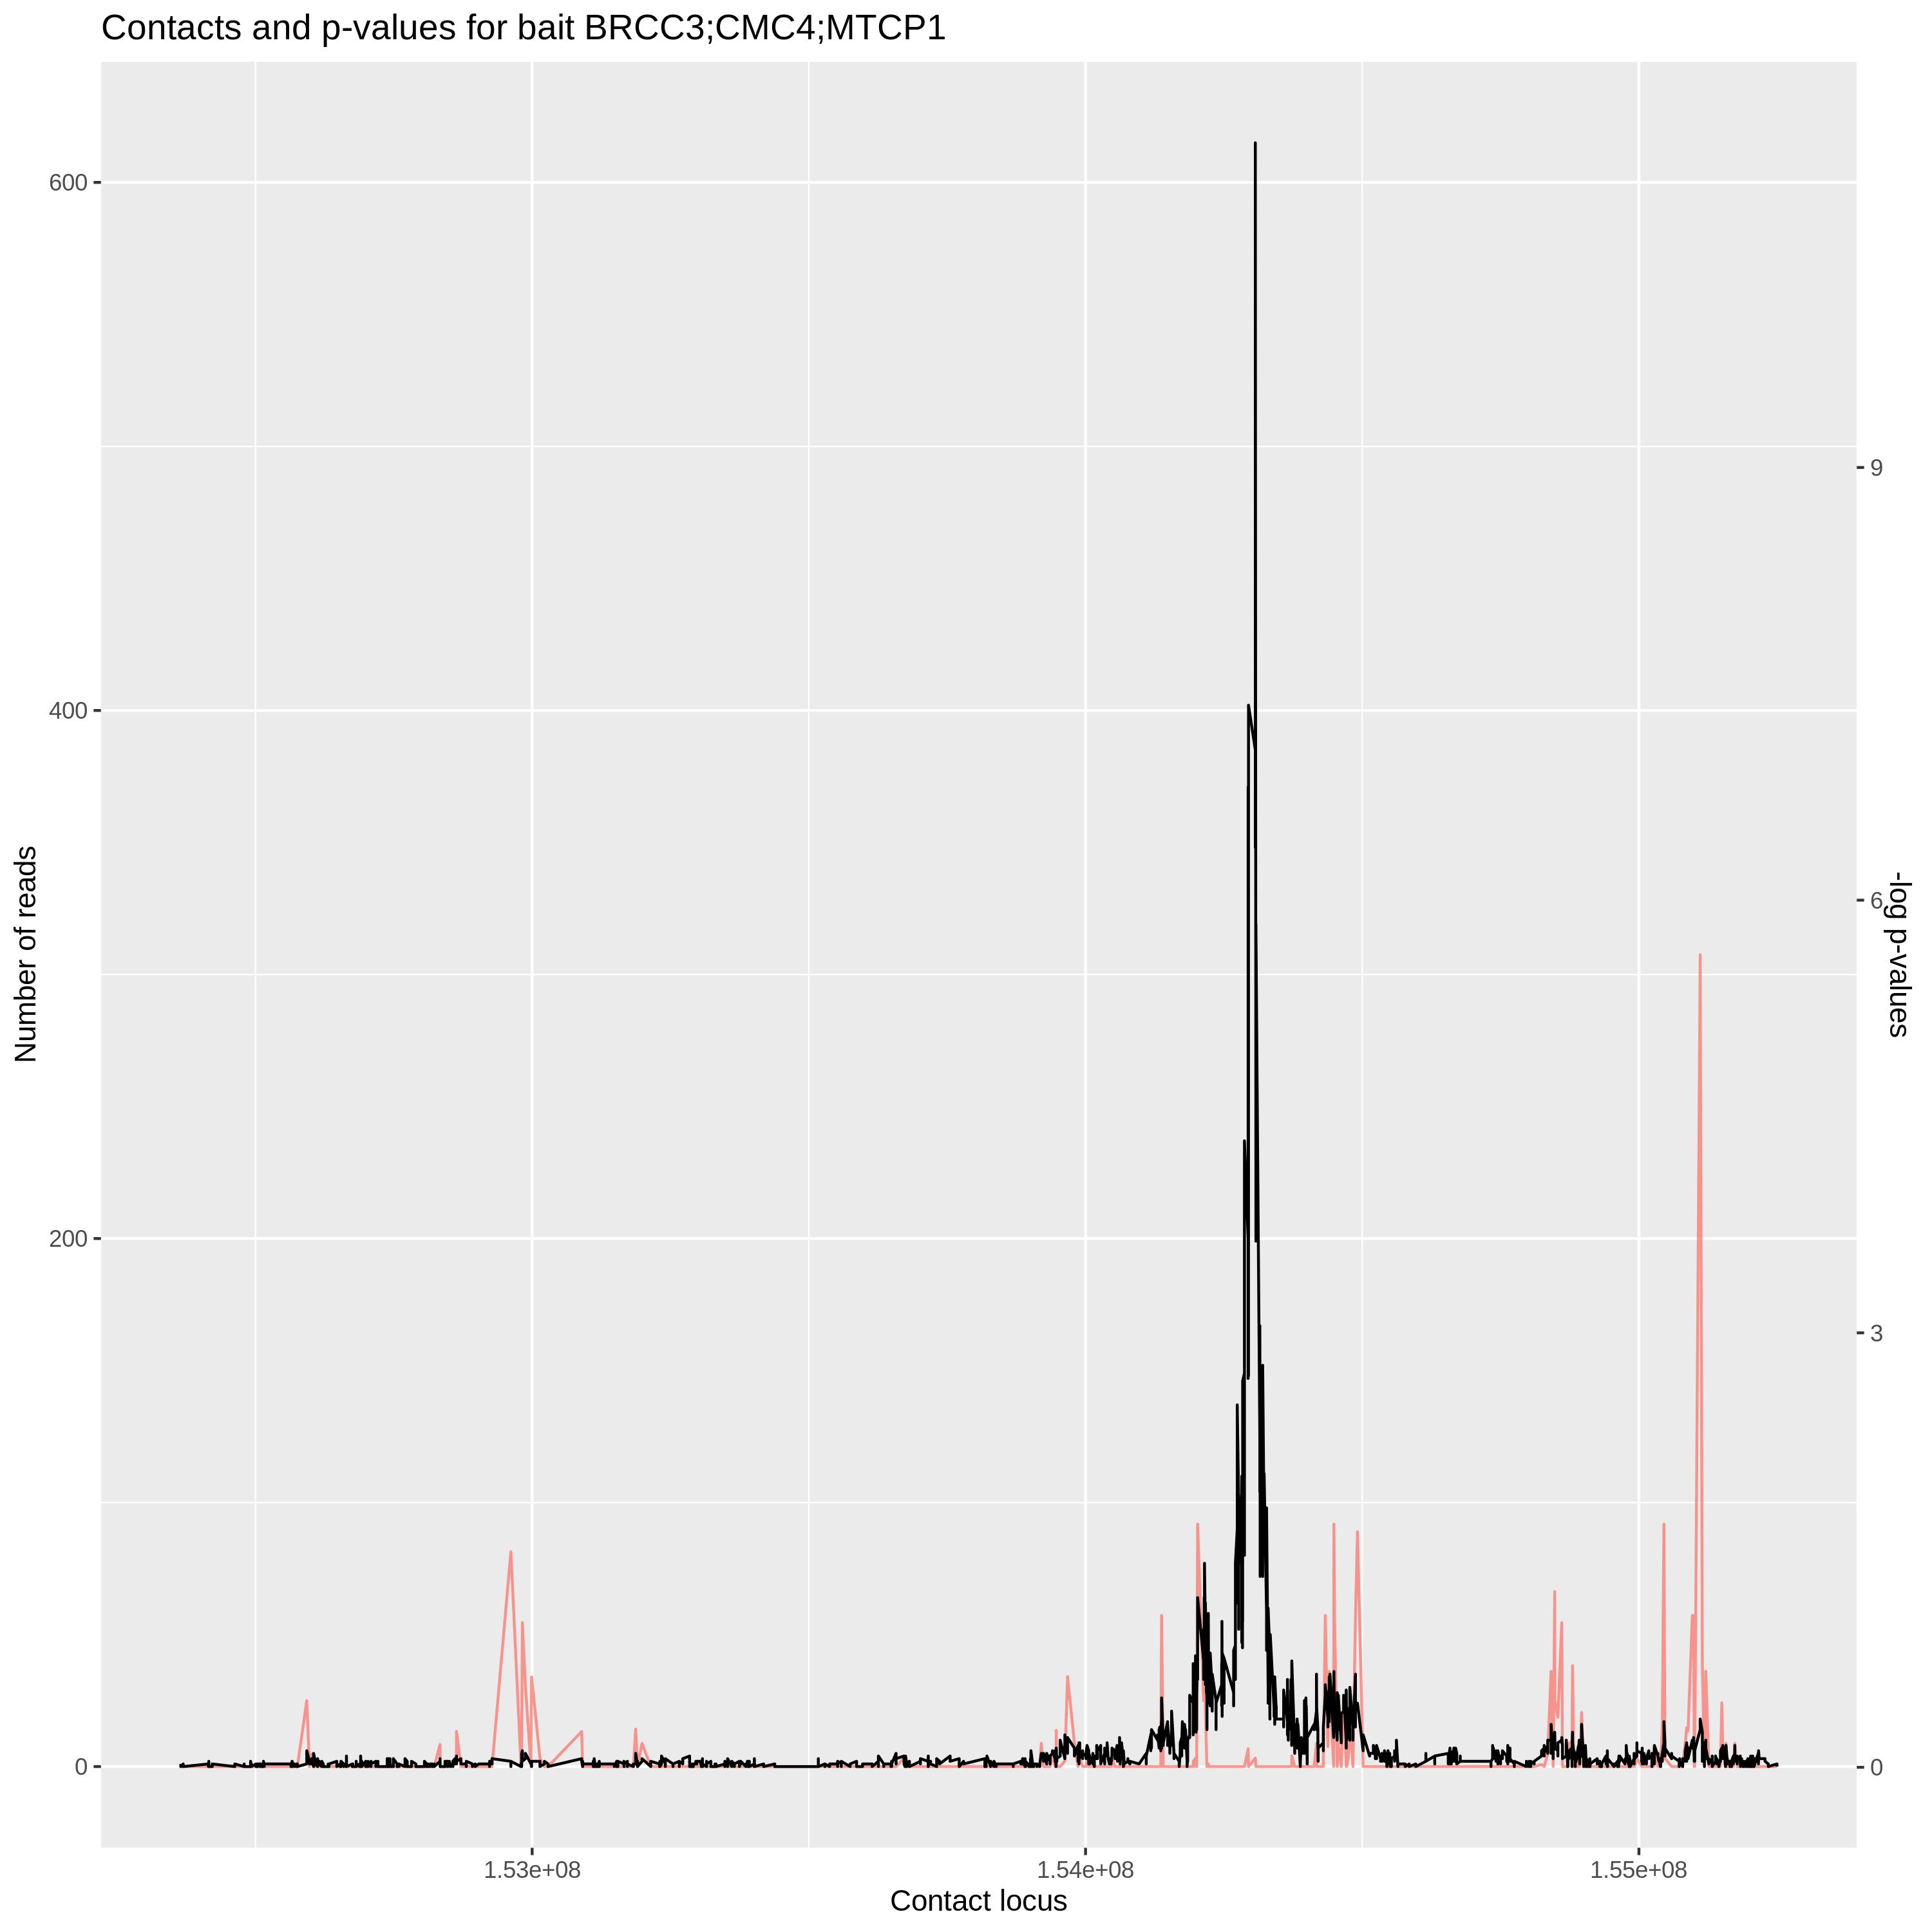 Contacts and p-values for bait BRCC3;CMC4;MTCP1
600
400
200
0
Number of reads
9
6
3
0
-log p-values
1.53e+08
1.54e+08
1.55e+08
Contact locus